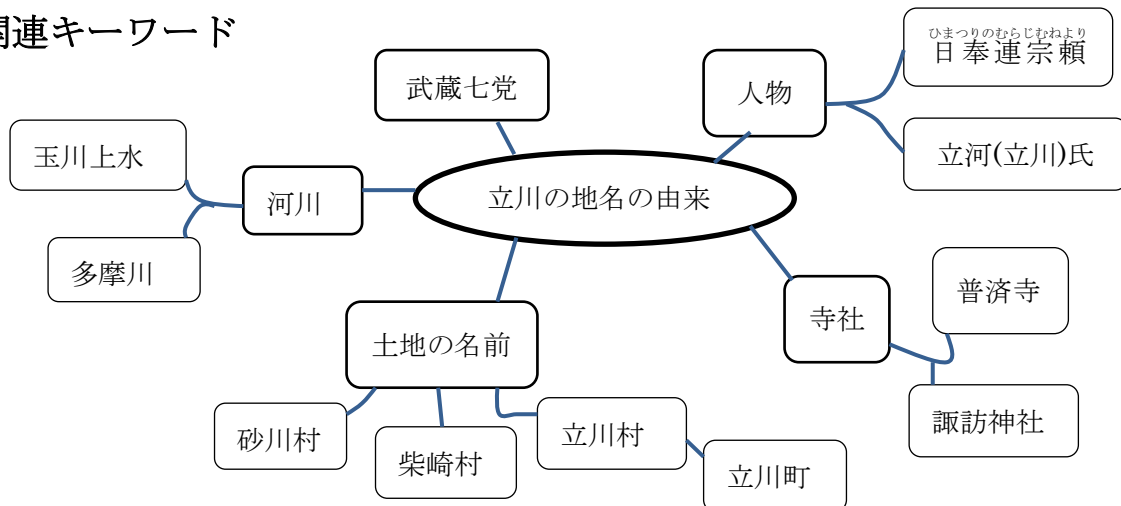 関連キーワード
武蔵七党
人物
ひまつりのむらじむねより
日奉連宗頼
立河(立川)氏
玉川上水
河川
多摩川
立川の地名の由来
土地の名前
砂川村
柴崎村
立川村
立川町
寺社
普済寺
諏訪神社